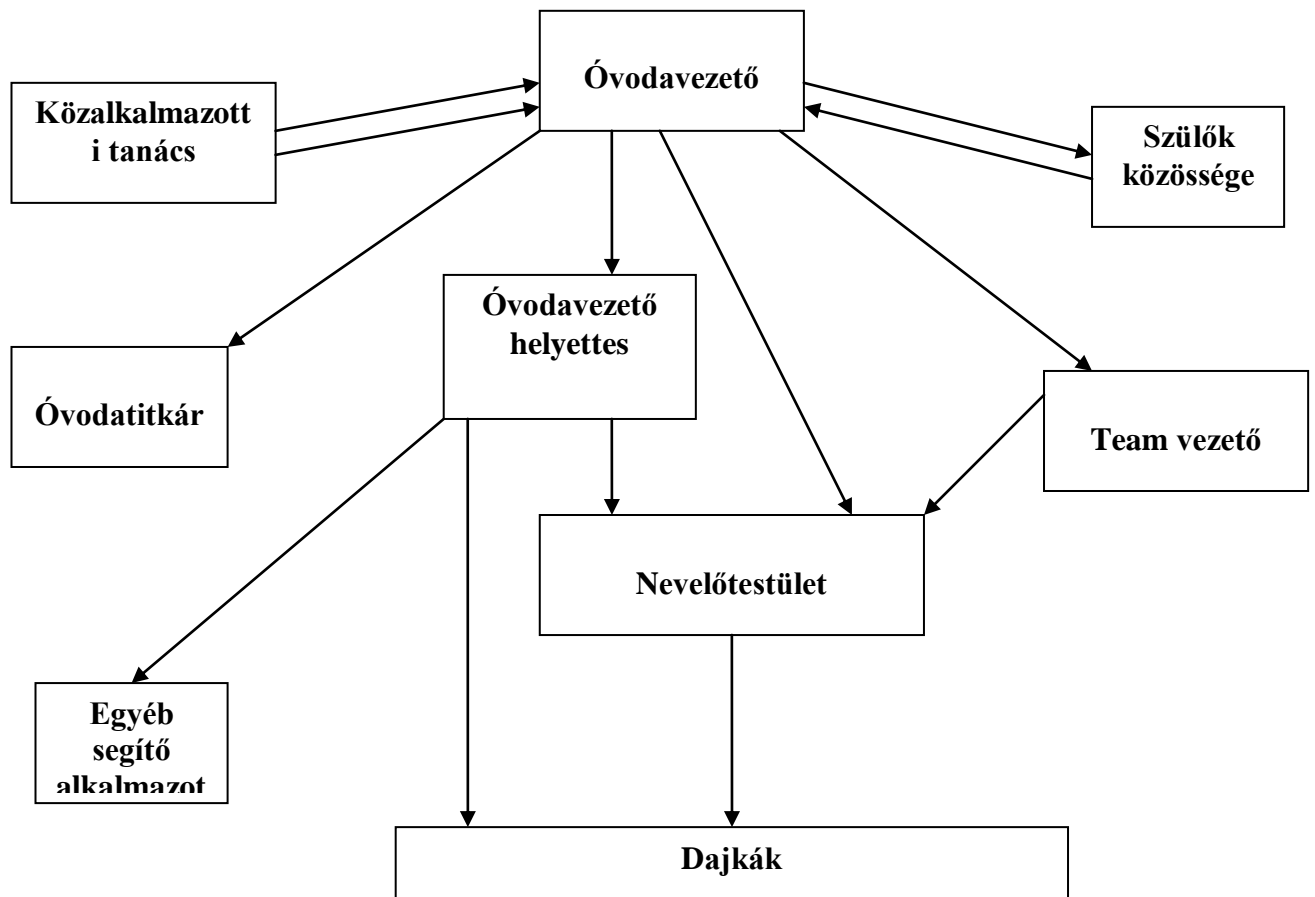 Óvodavezető
Közalkalmazott
i tanács
Szülők
közössége
Óvodavezető
helyettes
Óvodatitkár
Team vezető
Nevelőtestület
Egyéb
segítő
alkalmazot
Dajkák